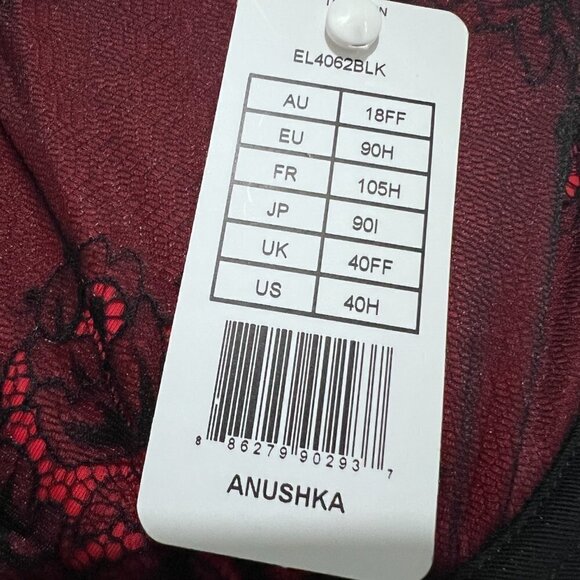 EL4062BLK
AU 18FF
EU 90H
FR 105H
JP 90I
UK 40FF
US 40H
8 86279 90293 7
ANUSHKA